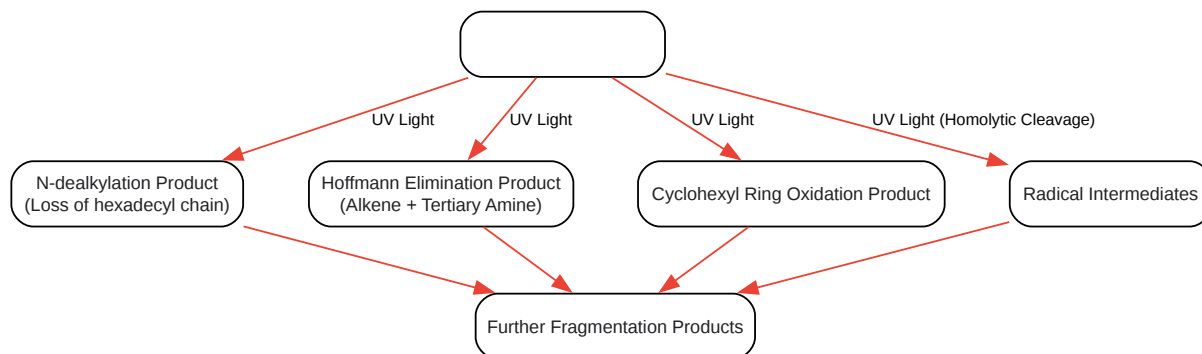 UV Light
UV Light
UV Light
UV Light (Homolytic Cleavage)
N-dealkylation Product
(Loss of hexadecyl chain)
Hoffmann Elimination Product
(Alkene + Tertiary Amine)
Cyclohexyl Ring Oxidation Product
Radical Intermediates
Further Fragmentation Products